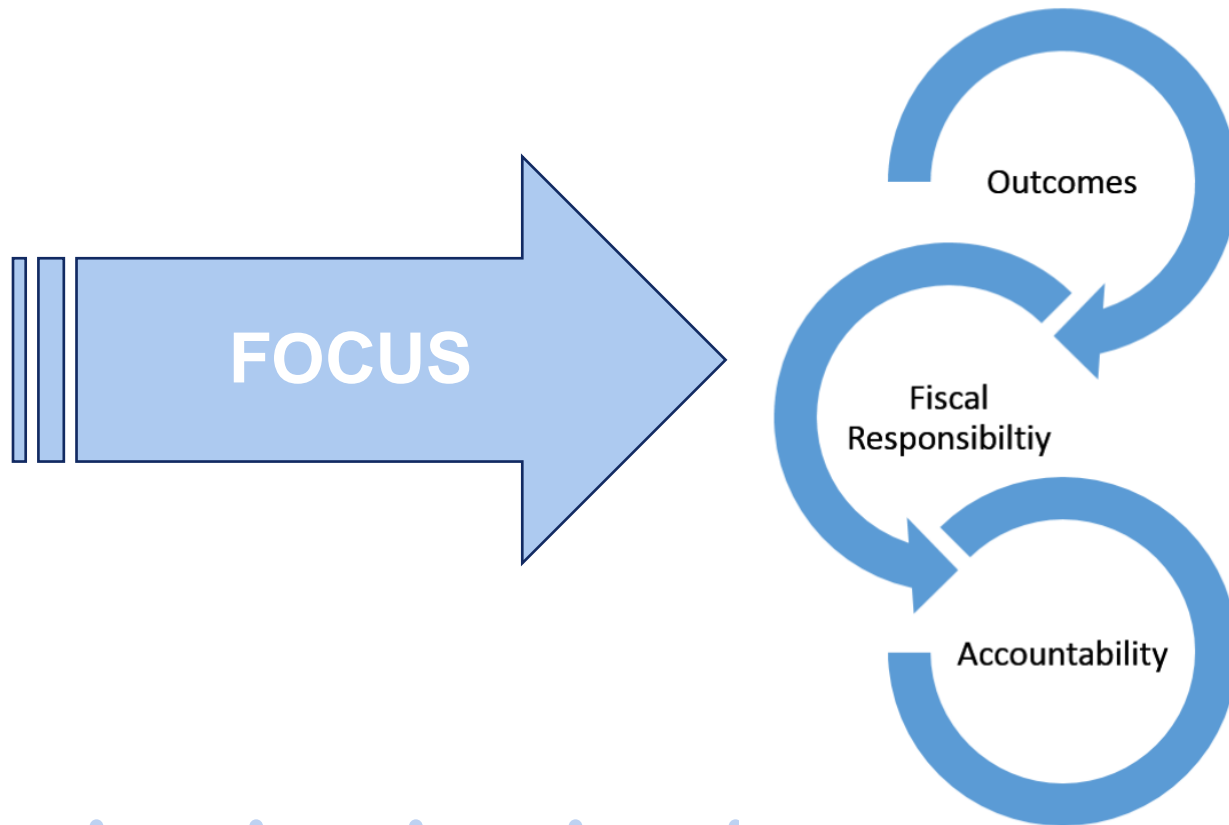 FOCUS
Outcomes
Fiscal
Responsibiltiy
Accountability